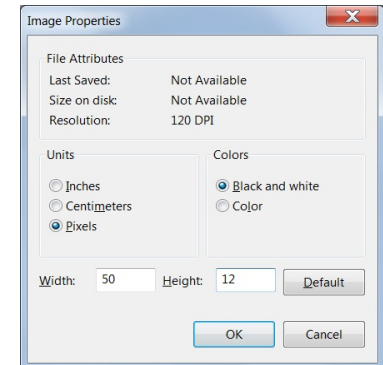 Image Properties
File Attributes
Last Saved: Not Available
Size on disk: Not Available
Resolution: 120 DPI
Units
Colors
Inches
Black and white
Centimeters
Color
Pixels
Width: 50 Height: 12 Default
OK Cancel